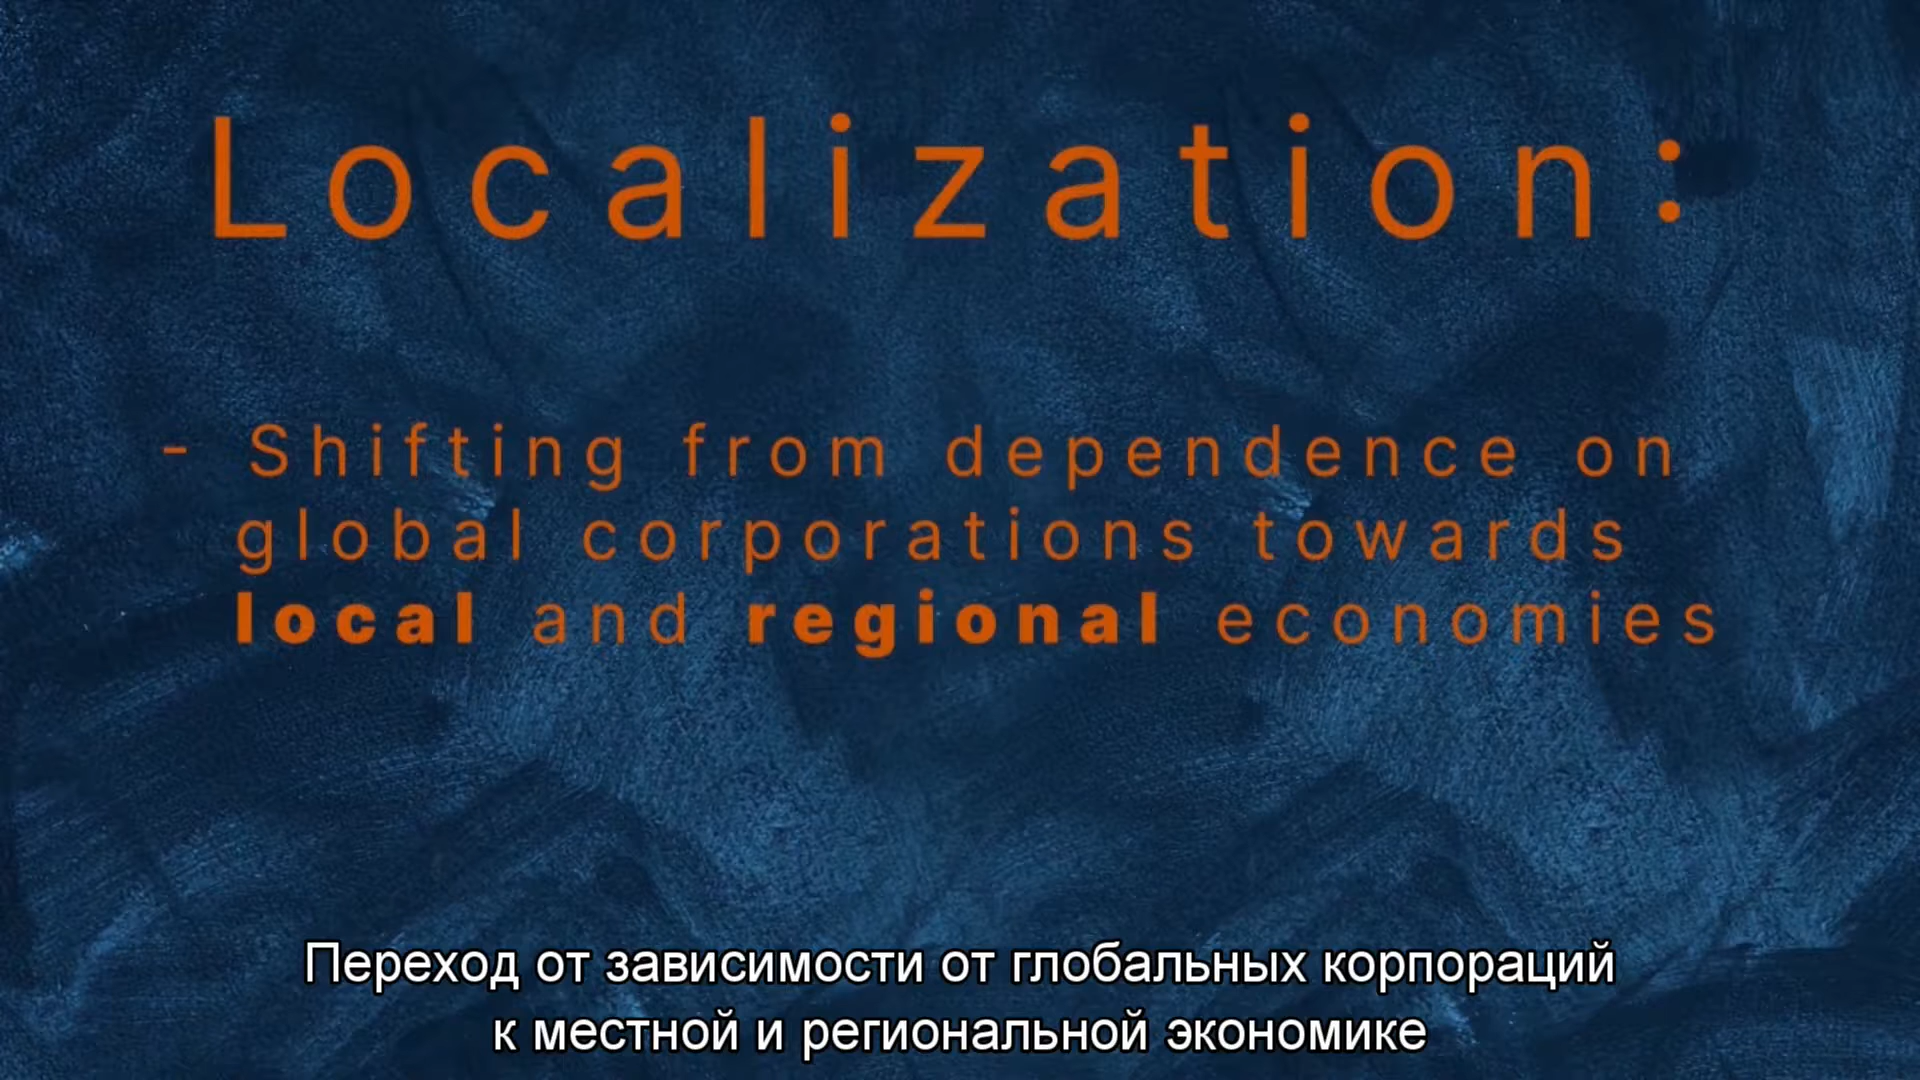 Localization:
- Shifting from dependence on
global corporations towards
local and regional economies
Переход от зависимости от глобальных корпораций
к местной и региональной экономике